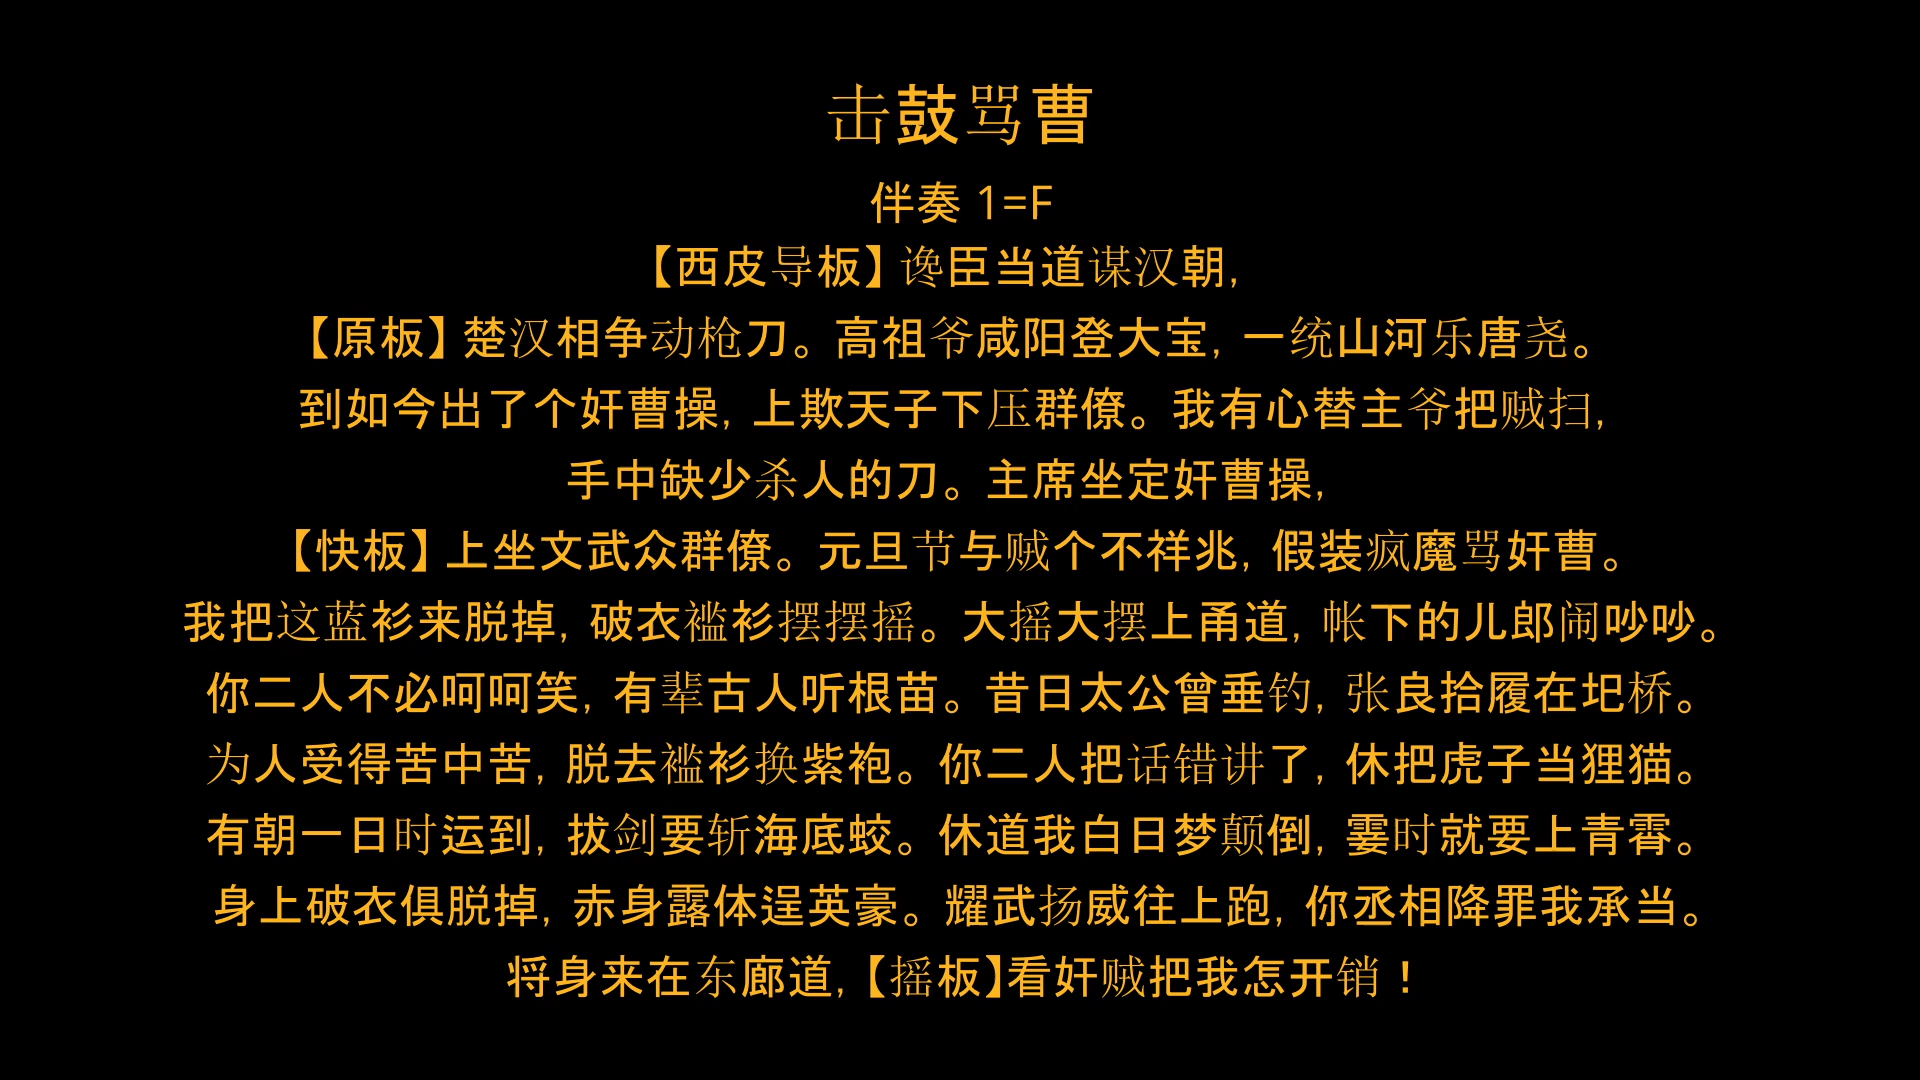 击鼓骂曹
伴奏 1=F
【西皮导板】谗臣当道谋汉朝,
【原板】楚汉相争动枪刀。高祖爷咸阳登大宝, 一统山河乐唐尧。
到如今出了个奸曹操, 上欺天子下压群僚。我有心替主爷把贼扫,
手中缺少杀人的刀。主席坐定奸曹操,
【快板】上坐文武众群僚。元旦节与贼个不祥兆, 假装疯魔骂奸曹。
我把这蓝衫来脱掉, 破衣褴衫摆摆摇。大摇大摆上甬道, 帐下的儿郎闹吵吵。
你二人不必呵呵笑, 有辈古人听根苗。昔日太公曾垂钓, 张良拾履在圯桥。
为人受得苦中苦, 脱去褴衫换紫袍。你二人把话错讲了, 休把虎子当狸猫。
有朝一日时运到, 拔剑要斩海底蛟。休道我白日梦颠倒, 霎时就要上青霄。
身上破衣俱脱掉, 赤身露体逞英豪。耀武扬威往上跑, 你丞相降罪我承当。
将身来在东廊道,【摇板】看奸贼把我怎开销！